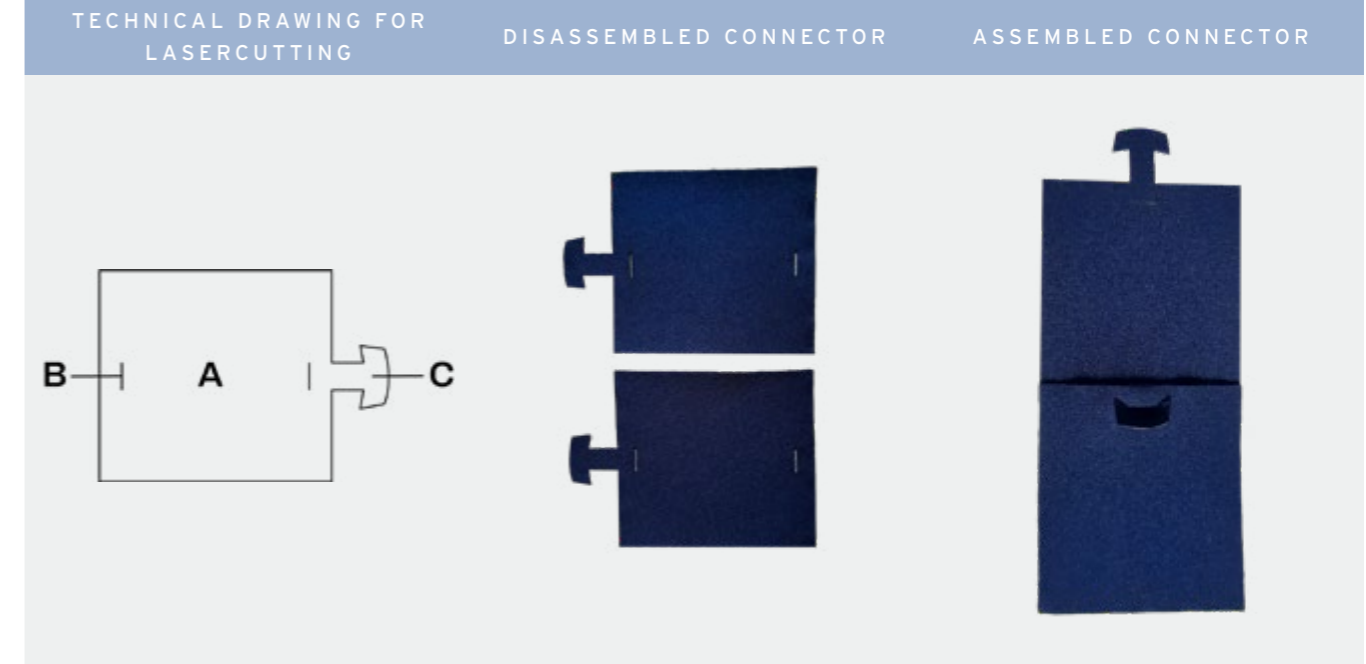 TECHNICAL DRAWING FOR
LASERCUTTING
DISASSEMBLED CONNECTOR
ASSEMBLED CONNECTOR
B
A
C